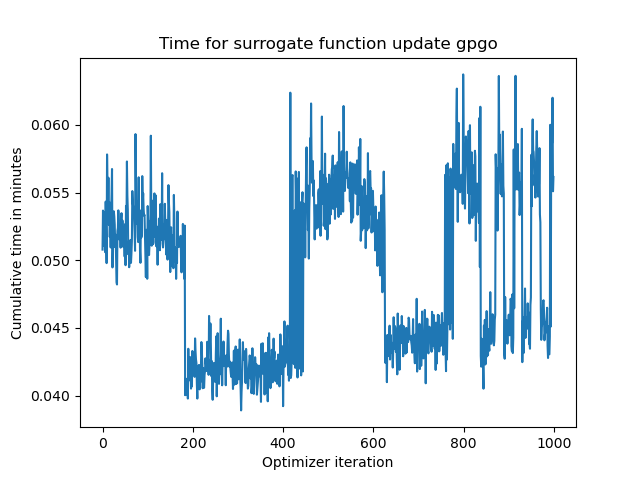 Time for surrogate function update gpgo
0.060
0.055
0.050
0.045
0.040
Cumulative time in minutes
0 200 400 600 800 1000
Optimizer iteration